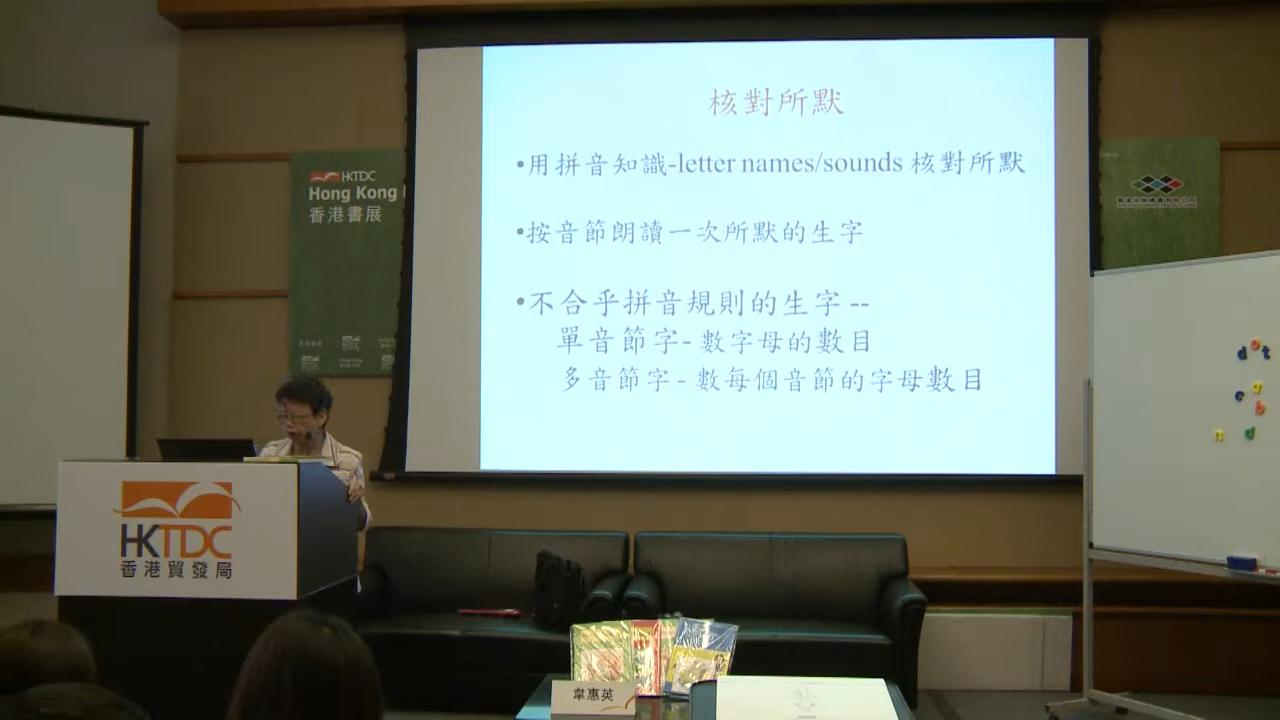 核對所默
•用拼音知識-letter names/sounds 核對所默
•按音節朗讀一次所默的生字
•不合乎拼音規則的生字 --
單音節字- 數字母的數目
多音節字 - 數每個音節的字母數目
HKTDC
Hong Kong
香港書展
HKTDC
香港貿發局
韋惠英
dot